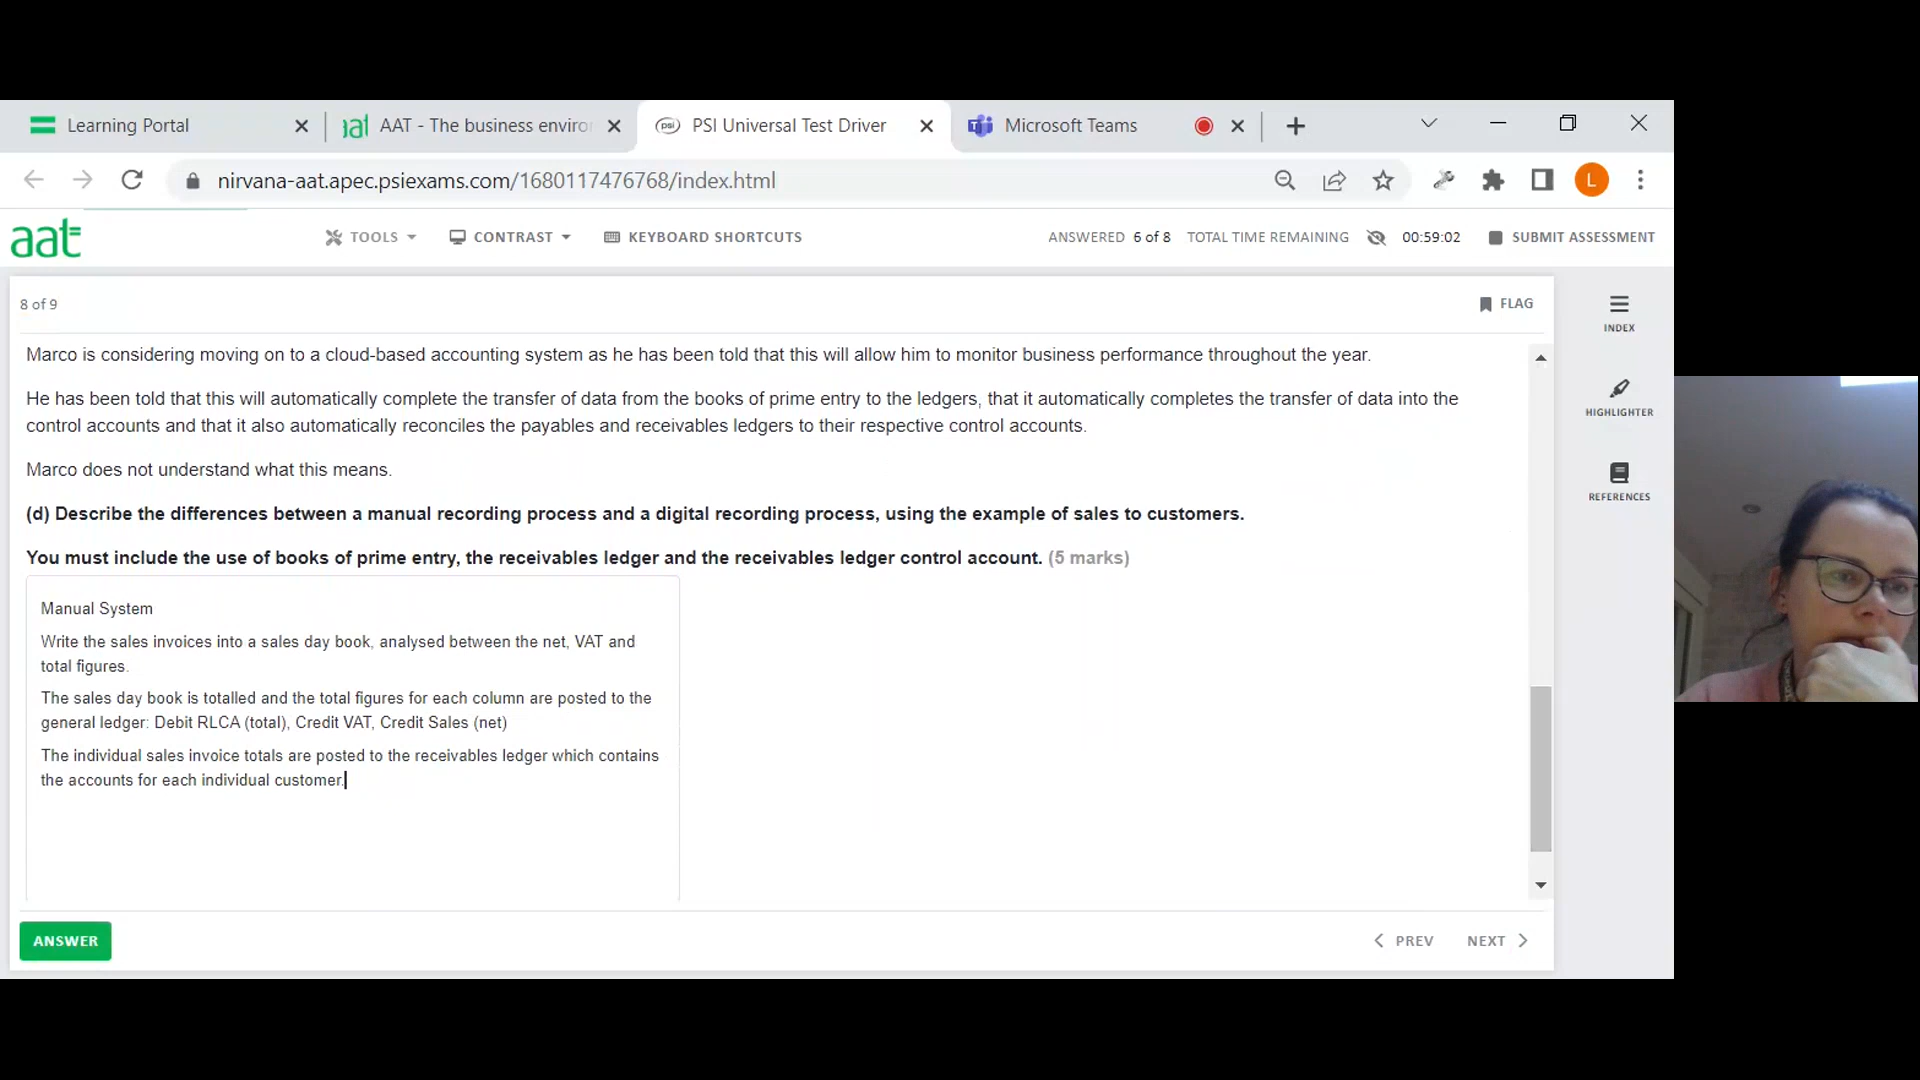 Learning Portal
AAT - The business enviro
PSI Universal Test Driver
Microsoft Teams
nirvana-aat.apec.psiexams.com/1680117476768/index.html
L
aat
TOOLS
CONTRAST
KEYBOARD SHORTCUTS
ANSWERED 6 of 8
TOTAL TIME REMAINING
00:59:02
SUBMIT ASSESSMENT
8 of 9
FLAG
INDEX
HIGHLIGHTER
REFERENCES
Marco is considering moving on to a cloud-based accounting system as he has been told that this will allow him to monitor business performance throughout the year.
He has been told that this will automatically complete the transfer of data from the books of prime entry to the ledgers, that it automatically completes the transfer of data into the
control accounts and that it also automatically reconciles the payables and receivables ledgers to their respective control accounts.
Marco does not understand what this means.
(d) Describe the differences between a manual recording process and a digital recording process, using the example of sales to customers.
You must include the use of books of prime entry, the receivables ledger and the receivables ledger control account. (5 marks)
Manual System
Write the sales invoices into a sales day book, analysed between the net, VAT and
total figures.
The sales day book is totalled and the total figures for each column are posted to the
general ledger: Debit RLCA (total), Credit VAT, Credit Sales (net)
The individual sales invoice totals are posted to the receivables ledger which contains
the accounts for each individual customer.
ANSWER
PREV
NEXT